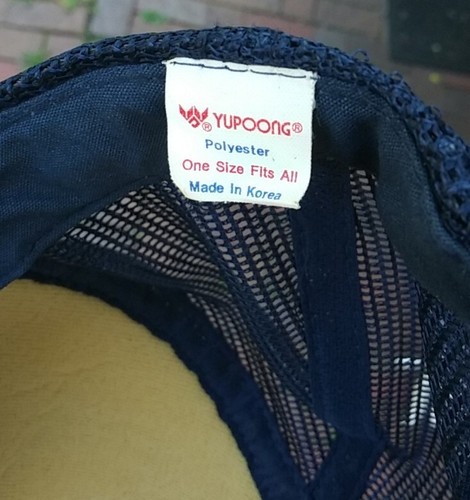 YUPOONG®
Polyester
One Size Fits All
Made In Korea